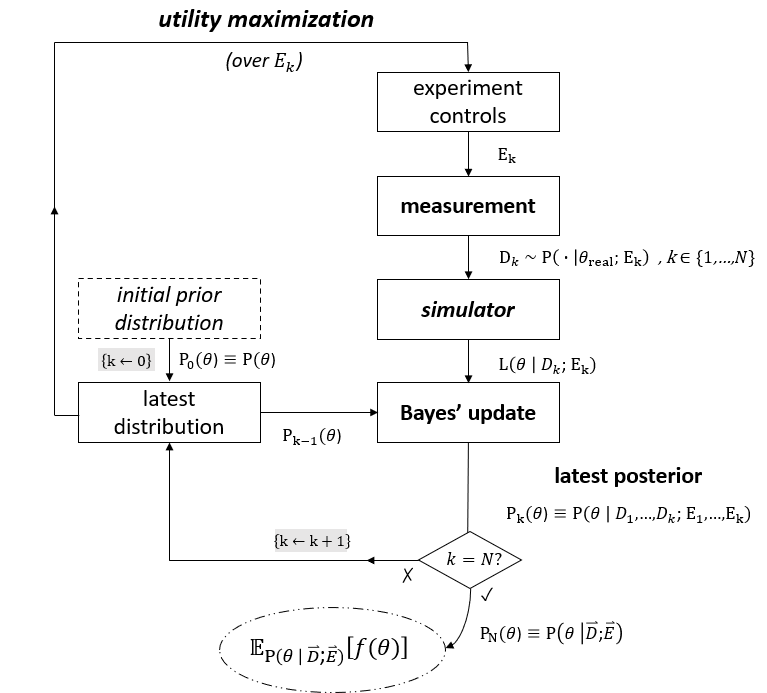 utility maximization
(over Eₖ)
experiment
controls
Eₖ
measurement
Dₖ ∼ P( · |θ_real; Eₖ) , k∈ {1,...,N}
initial prior
distribution
simulator
{k ← 0}
P₀(θ) ≡ P(θ)
L(θ | Dₖ; Eₖ)
latest
distribution
Bayes’ update
Pₖ₋₁(θ)
latest posterior
Pₖ(θ) ≡ P(θ | D₁,...,Dₖ; E₁,...,Eₖ)
{k ← k + 1}
k = N?
✗
✓
P_N(θ) ≡ P(θ |D⃗;E⃗)
𝔼_P(θ | D⃗;E⃗)[f(θ)]